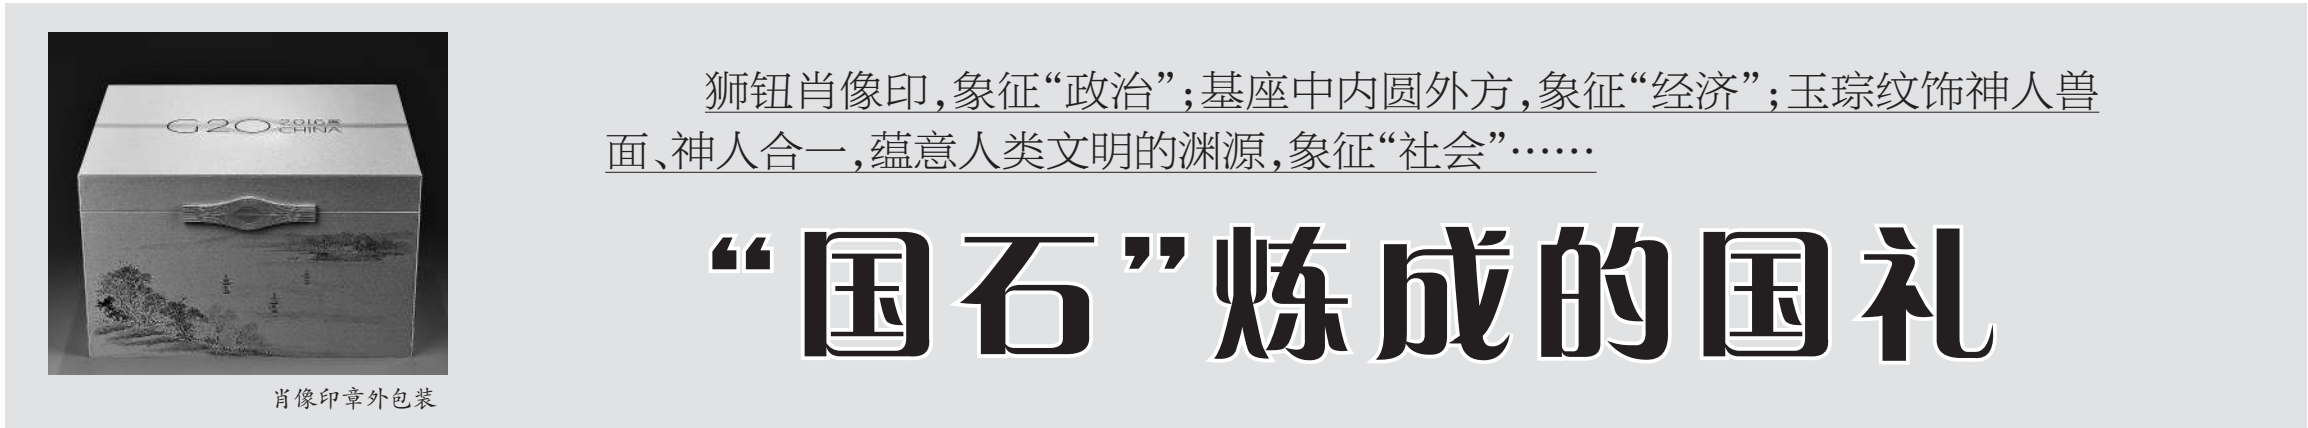 狮钮肖像印,象征“政治”;基座中内圆外方,象征“经济”;玉琮纹饰神人兽
面、神人合一,蕴意人类文明的渊源,象征“社会”……
“国石”炼成的国礼
G20 2016
CHINA
肖像印章外包装